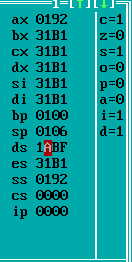 ax 0192 c=1
bx 31B1 z=0
cx 31B1 s=1
dx 31B1 o=0
si 31B1 p=0
di 31B1 a=0
bp 0100 i=1
sp 0106 d=1
ds 1ABF
es 31B1
ss 0192
cs 0000
ip 0000